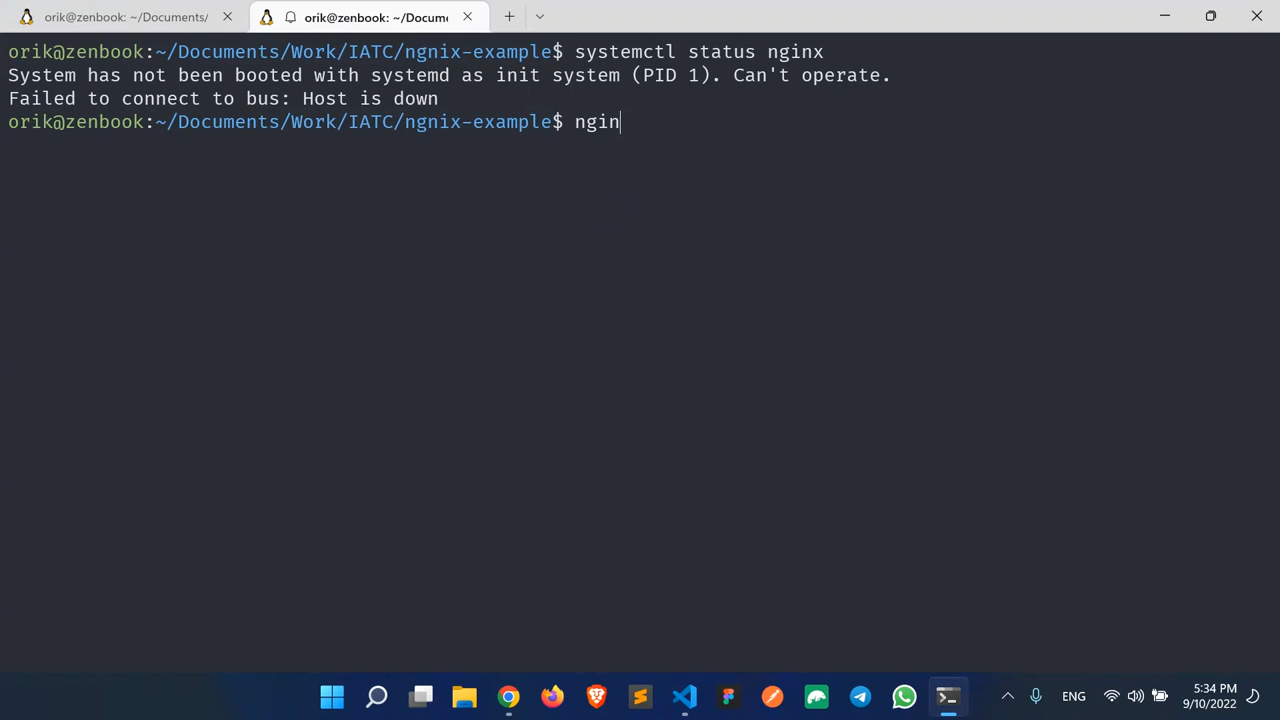 orik@zenbook: ~/Documents/
orik@zenbook: ~/Docume
orik@zenbook:~/Documents/Work/IATC/ngnix-example$ systemctl status nginx
System has not been booted with systemd as init system (PID 1). Can't operate.
Failed to connect to bus: Host is down
orik@zenbook:~/Documents/Work/IATC/ngnix-example$ ngin
ENG
5:34 PM
9/10/2022